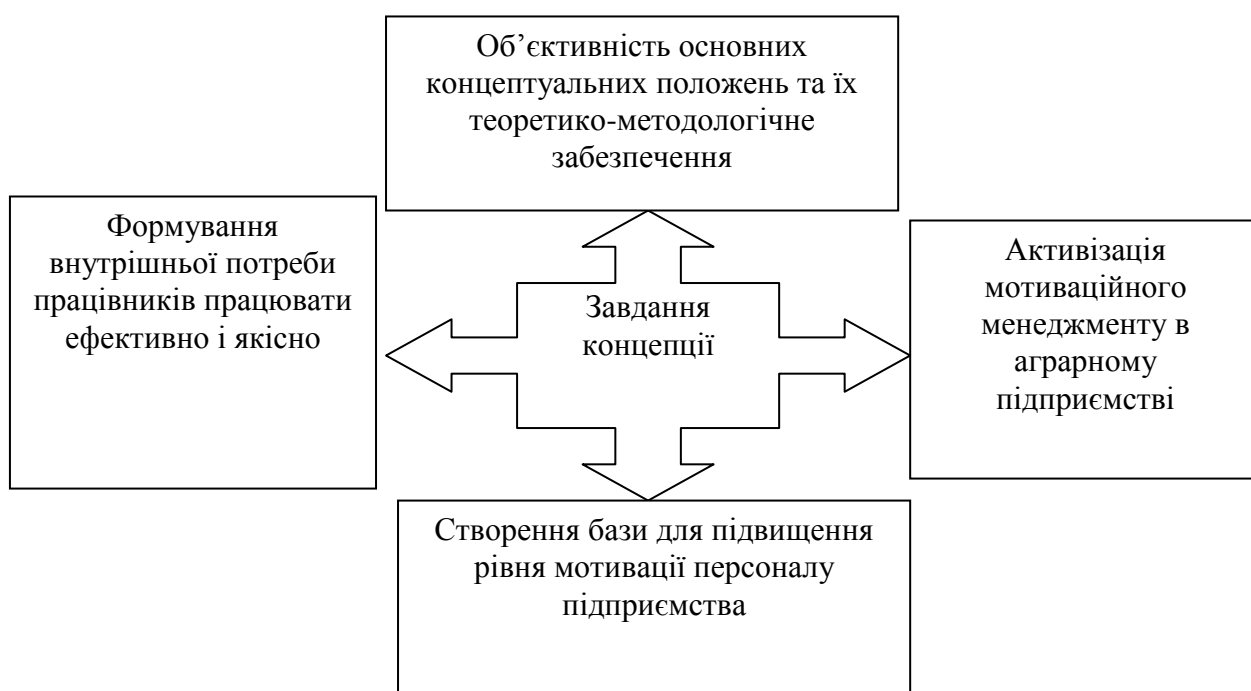 Об’єктивність основних
концептуальних положень та їх
теоретико-методологічне
забезпечення
Формування
внутрішньої потреби
працівників працювати
ефективно і якісно
Завдання
концепції
Активізація
мотиваційного
менеджменту в
аграрному
підприємстві
Створення бази для підвищення
рівня мотивації персоналу
підприємства